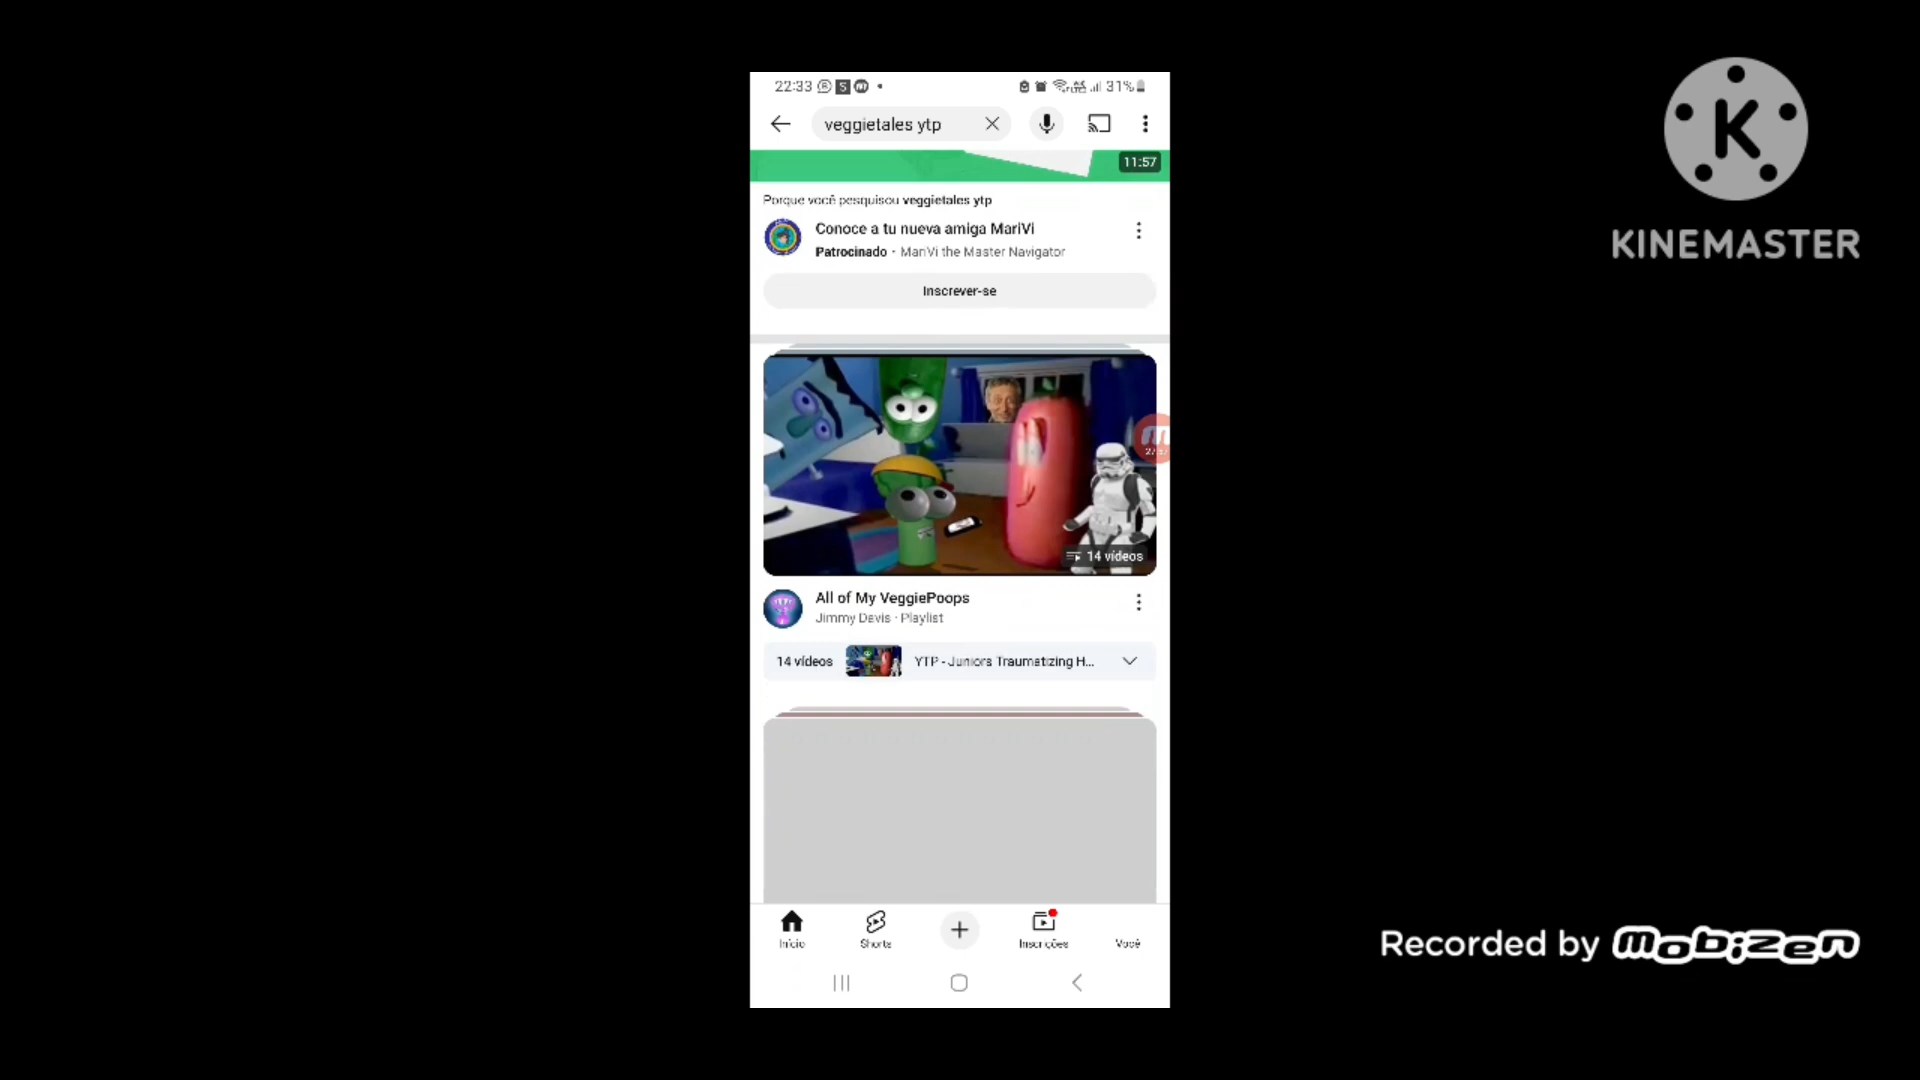 22:33
31%
veggietales ytp
11:57
Porque você pesquisou veggietales ytp
Conoce a tu nueva amiga MariVi
Patrocinado · MariVi the Master Navigator
Inscrever-se
14 vídeos
All of My VeggiePoops
Jimmy Davis · Playlist
14 vídeos
YTP - Juniors Traumatizing H...
Início
Shorts
Inscrições
Você
K
KINEMASTER
Recorded by mobizen